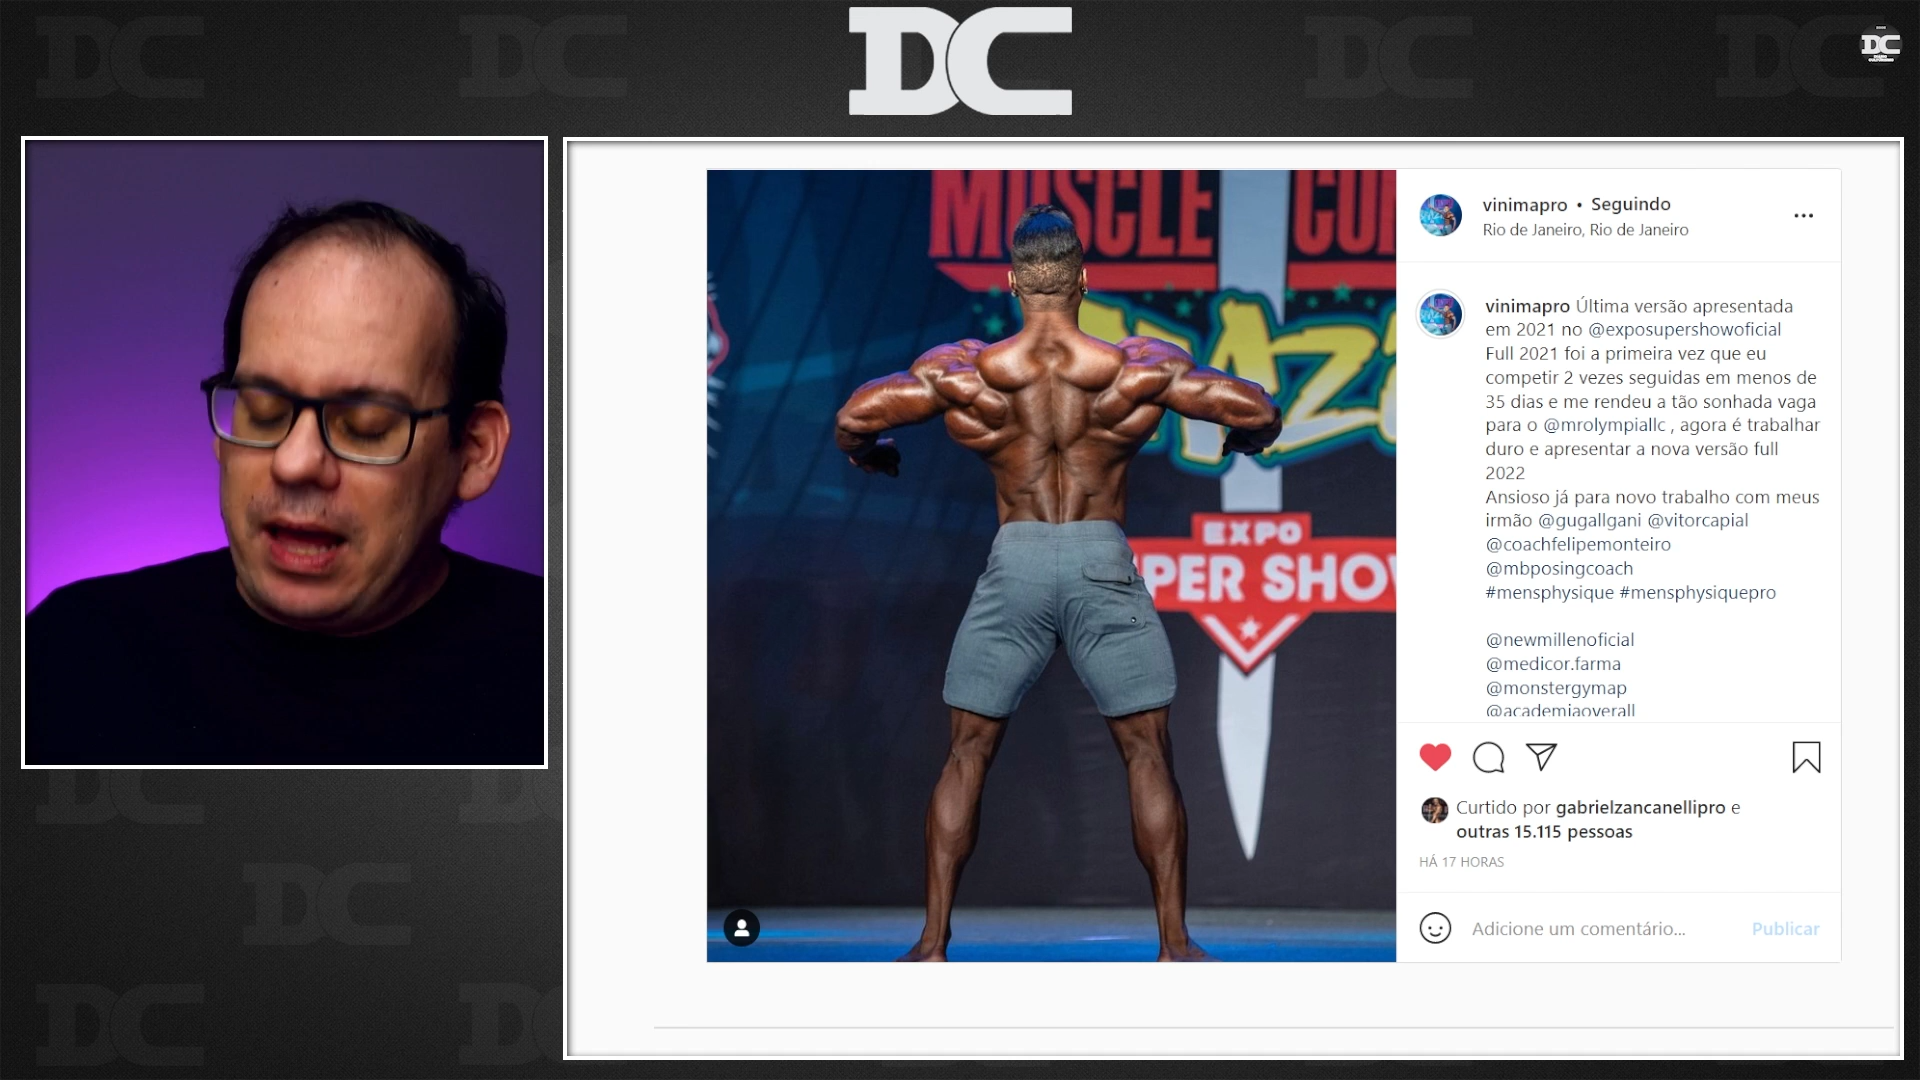 DC
DC
MUSCLE CON
EXPO
PER SHOW
vinimapro • Seguindo
Rio de Janeiro, Rio de Janeiro
vinimapro Última versão apresentada
em 2021 no @exposupershowoficial
Full 2021 foi a primeira vez que eu
competir 2 vezes seguidas em menos de
35 dias e me rendeu a tão sonhada vaga
para o @mrolympiallc , agora é trabalhar
duro e apresentar a nova versão full
2022
Ansioso já para novo trabalho com meus
irmão @gugallgani @vitorcapial
@coachfelipemonteiro
@mbposingcoach
#mensphysique #mensphysiquepro
@newmillenoficial
@medicor.farma
@monstergymap
@academiaoverall
Curtido por gabrielzancanellipro e
outras 15.115 pessoas
HÁ 17 HORAS
Adicione um comentário... Publicar